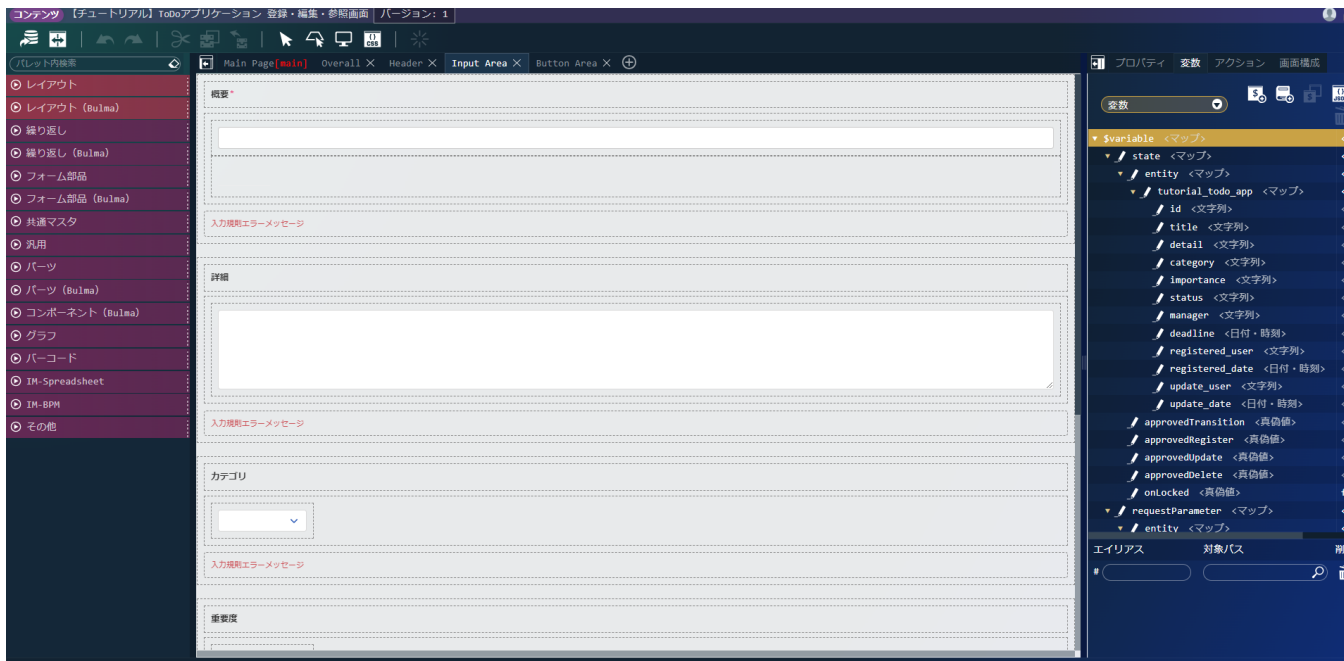 コンテンツ 【チュートリアル】ToDoアプリケーション 登録・編集・参照画面 バージョン: 1
パレット内検索
レイアウト
レイアウト (Bulma)
繰り返し
繰り返し (Bulma)
フォーム部品
フォーム部品 (Bulma)
共通マスタ
汎用
パーツ
パーツ (Bulma)
コンポーネント (Bulma)
グラフ
バーコード
IM-Spreadsheet
IM-BPM
その他
Main Page[main] Overall Header Input Area Button Area
概要*
入力規則エラーメッセージ
詳細
入力規則エラーメッセージ
カテゴリ
入力規則エラーメッセージ
重要度
プロパティ 変数 アクション 画面構成
変数
$variable <マップ>
state <マップ>
entity <マップ>
tutorial_todo_app <マップ>
id <文字列>
title <文字列>
detail <文字列>
category <文字列>
importance <文字列>
status <文字列>
manager <文字列>
deadline <日付・時刻>
registered_user <文字列>
registered_date <日付・時刻>
update_user <文字列>
update_date <日付・時刻>
approvedTransition <真偽値>
approvedRegister <真偽値>
approvedUpdate <真偽値>
approvedDelete <真偽値>
onLocked <真偽値>
requestParameter <マップ>
entity <マップ>
エイリアス 対象パス
#